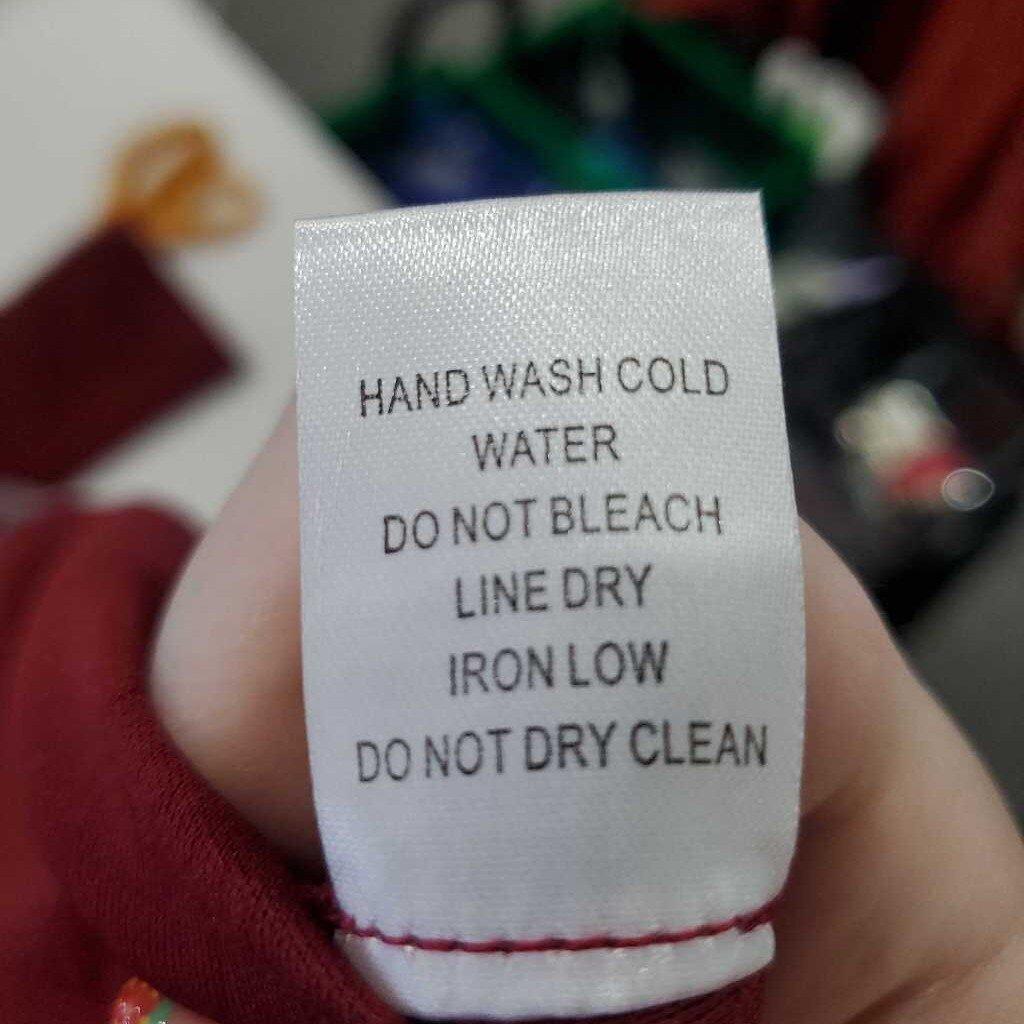 HAND WASH COLD
WATER
DO NOT BLEACH
LINE DRY
IRON LOW
DO NOT DRY CLEAN